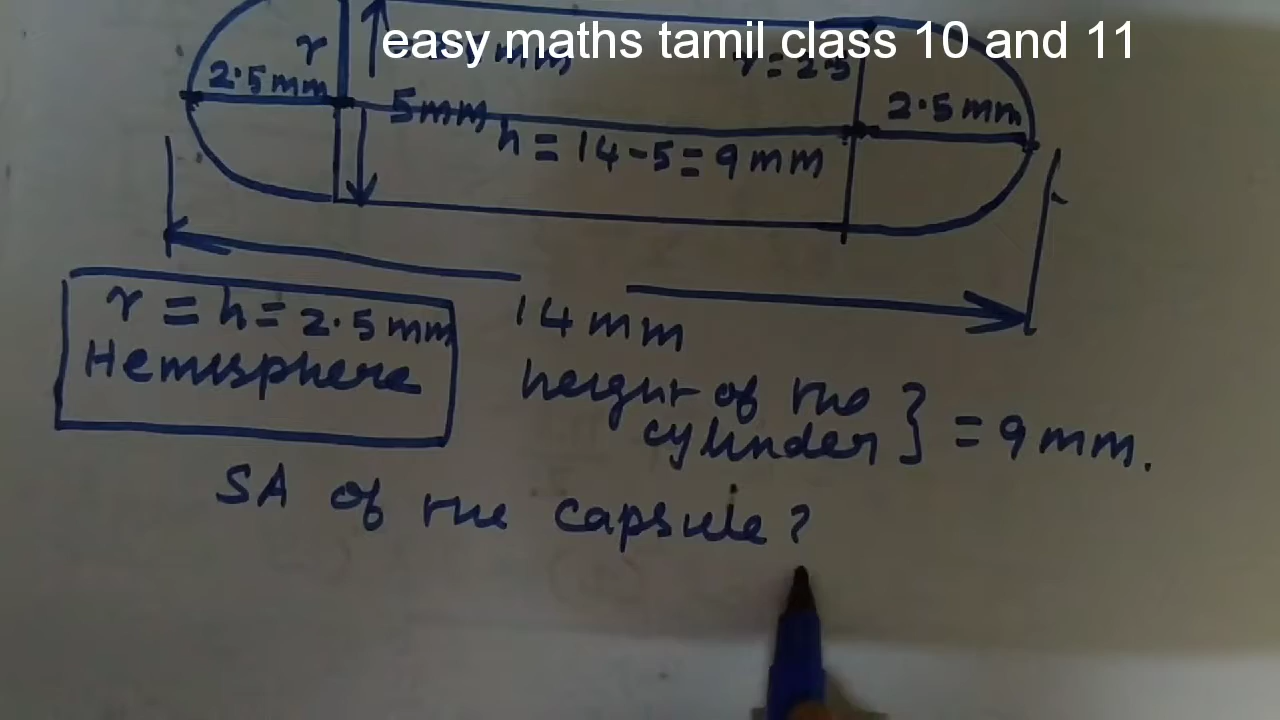 easy maths tamil class 10 and 11
r
2.5mm
5mm
r = 2.5
2.5mm
h = 14-5 = 9mm
14mm
r = h = 2.5mm
Hemisphere
height of the
cylinder } = 9mm.
SA of the capsule?